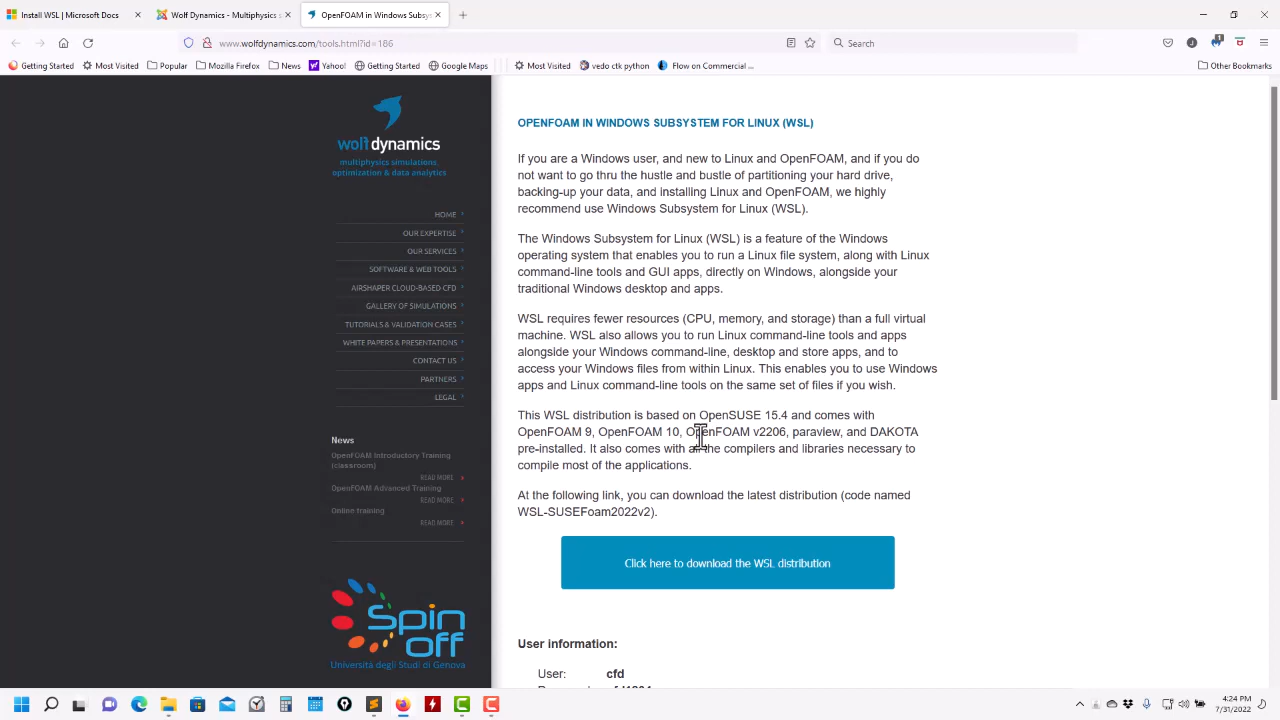 Install WSL | Microsoft Docs
Wolf Dynamics - Multiphysics s
OpenFOAM in Windows Subsys
www.wolfdynamics.com/tools.html?id=186
Search
Getting Started
Most Visited
Popular
Mozilla Firefox
News
Yahoo!
Getting Started
Google Maps
Most Visited
vedo ctk python
Flow on Commercial ...
Other Bookmarks
wolf dynamics
multiphysics simulations,
optimization & data analytics
HOME
OUR EXPERTISE
OUR SERVICES
SOFTWARE & WEB TOOLS
AIRSHAPER CLOUD-BASED CFD
GALLERY OF SIMULATIONS
TUTORIALS & VALIDATION CASES
WHITE PAPERS & PRESENTATIONS
CONTACT US
PARTNERS
LEGAL
News
OpenFOAM Introductory Training
(classroom)
READ MORE
OpenFOAM Advanced Training
READ MORE
Online training
READ MORE
Spin
off
Università degli Studi di Genova
OPENFOAM IN WINDOWS SUBSYSTEM FOR LINUX (WSL)
If you are a Windows user, and new to Linux and OpenFOAM, and if you do
not want to go thru the hustle and bustle of partitioning your hard drive,
backing-up your data, and installing Linux and OpenFOAM, we highly
recommend use Windows Subsystem for Linux (WSL).
The Windows Subsystem for Linux (WSL) is a feature of the Windows
operating system that enables you to run a Linux file system, along with Linux
command-line tools and GUI apps, directly on Windows, alongside your
traditional Windows desktop and apps.
WSL requires fewer resources (CPU, memory, and storage) than a full virtual
machine. WSL also allows you to run Linux command-line tools and apps
alongside your Windows command-line, desktop and store apps, and to
access your Windows files from within Linux. This enables you to use Windows
apps and Linux command-line tools on the same set of files if you wish.
This WSL distribution is based on OpenSUSE 15.4 and comes with
OpenFOAM 9, OpenFOAM 10, OpenFOAM v2206, paraview, and DAKOTA
pre-installed. It also comes with all the compilers and libraries necessary to
compile most of the applications.
At the following link, you can download the latest distribution (code named
WSL-SUSEFoam2022v2).
Click here to download the WSL distribution
User information:
User: cfd
4:24 PM
7/31/2022